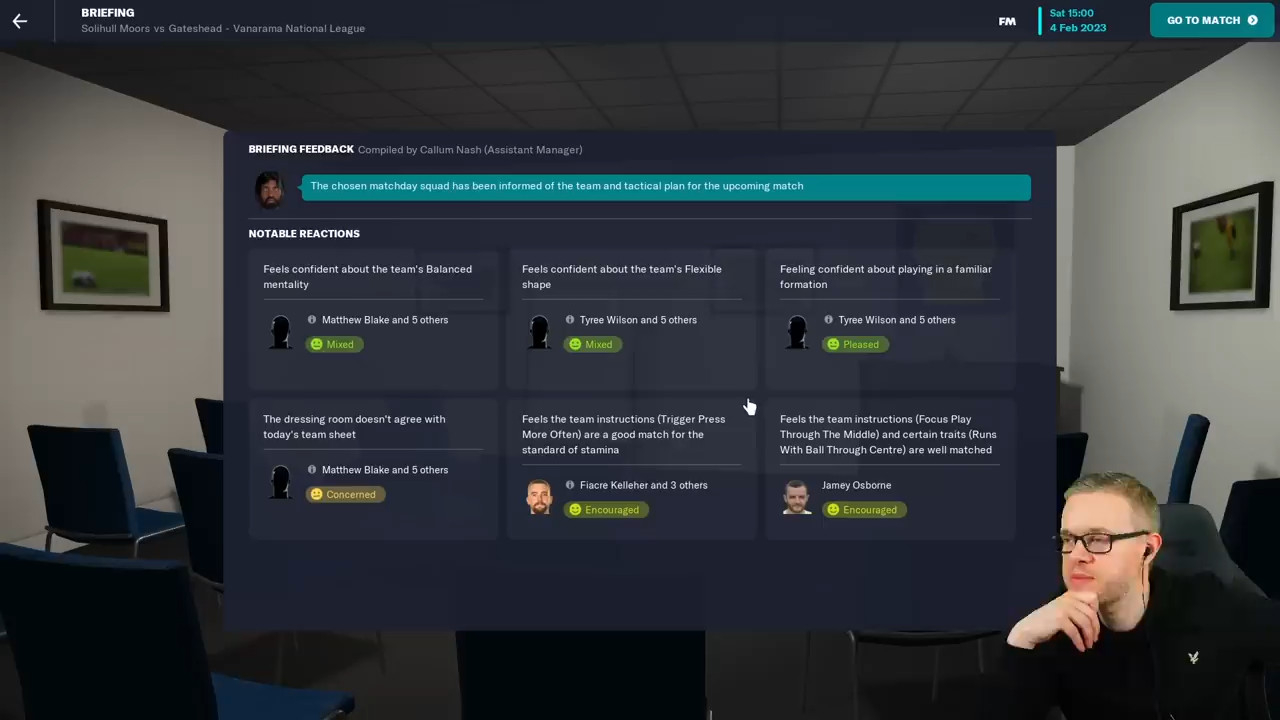 BRIEFING
Solihull Moors vs Gateshead - Vanarama National League
FM
Sat 15:00
4 Feb 2023
GO TO MATCH
BRIEFING FEEDBACK Compiled by Callum Nash (Assistant Manager)
The chosen matchday squad has been informed of the team and tactical plan for the upcoming match
NOTABLE REACTIONS
Feels confident about the team's Balanced
mentality
Matthew Blake and 5 others
Mixed
Feels confident about the team's Flexible
shape
Tyree Wilson and 5 others
Mixed
Feeling confident about playing in a familiar
formation
Tyree Wilson and 5 others
Pleased
The dressing room doesn't agree with
today's team sheet
Matthew Blake and 5 others
Concerned
Feels the team instructions (Trigger Press
More Often) are a good match for the
standard of stamina
Fiacre Kelleher and 3 others
Encouraged
Feels the team instructions (Focus Play
Through The Middle) and certain traits (Runs
With Ball Through Centre) are well matched
Jamey Osborne
Encouraged